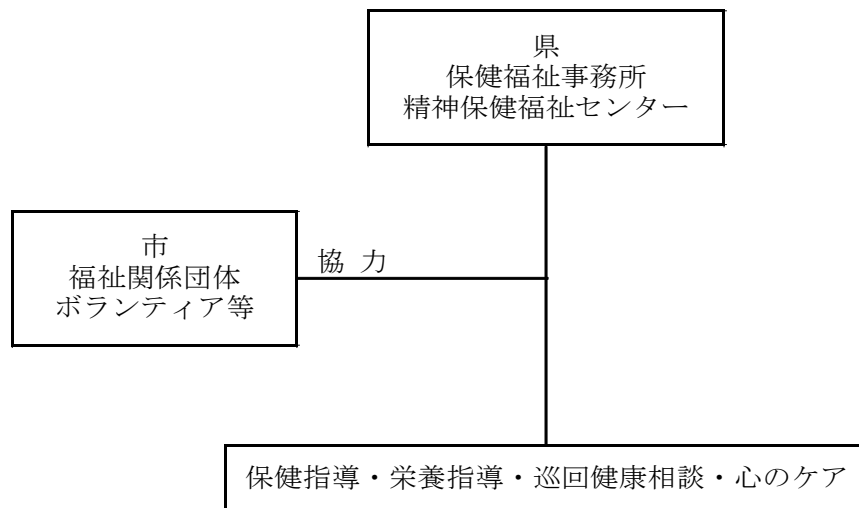 県
保健福祉事務所
精神保健福祉センター
市
福祉関係団体
ボランティア等
協 力
保健指導・栄養指導・巡回健康相談・心のケア